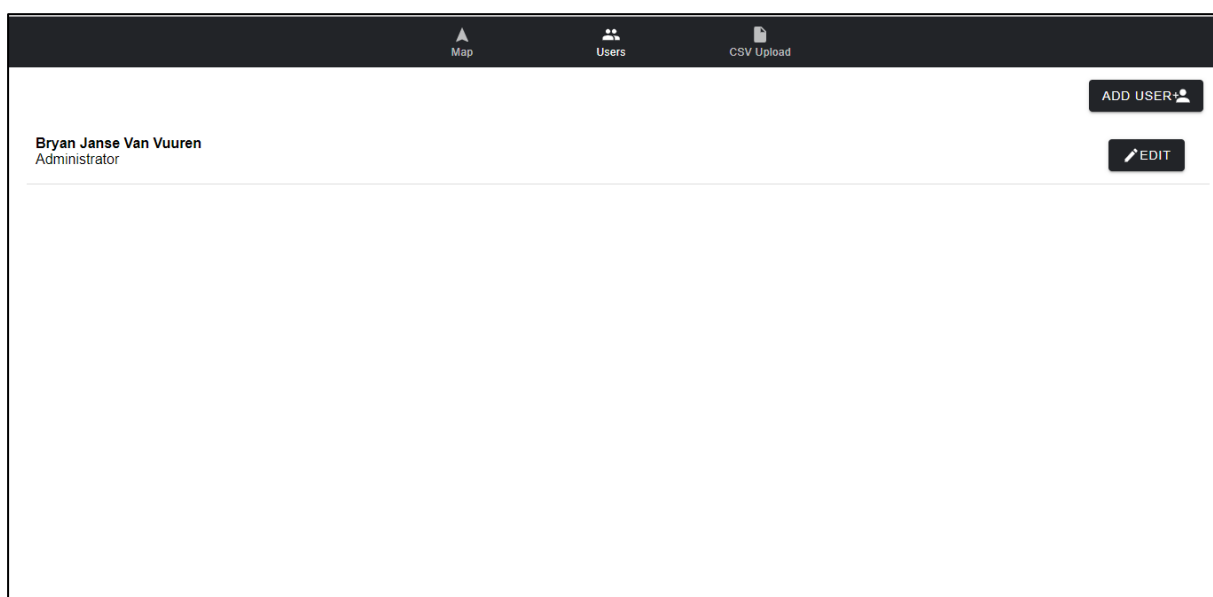 Map
Users
CSV Upload
ADD USER
Bryan Janse Van Vuuren
Administrator
EDIT